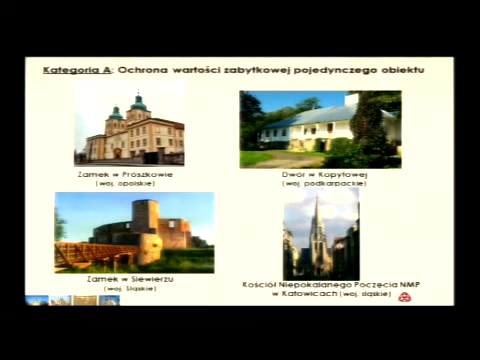 Kategoria A: Ochrona wartości zabytkowej pojedynczego obiektu
Zamek w Prószkowie
(woj. opolskie)
Dwór w Kopytowej
(woj. podkarpackie)
Zamek w Siewierzu
(woj. śląskie)
Kościół Niepokalanego Poczęcia NMP
w Katowicach (woj. śląskie)